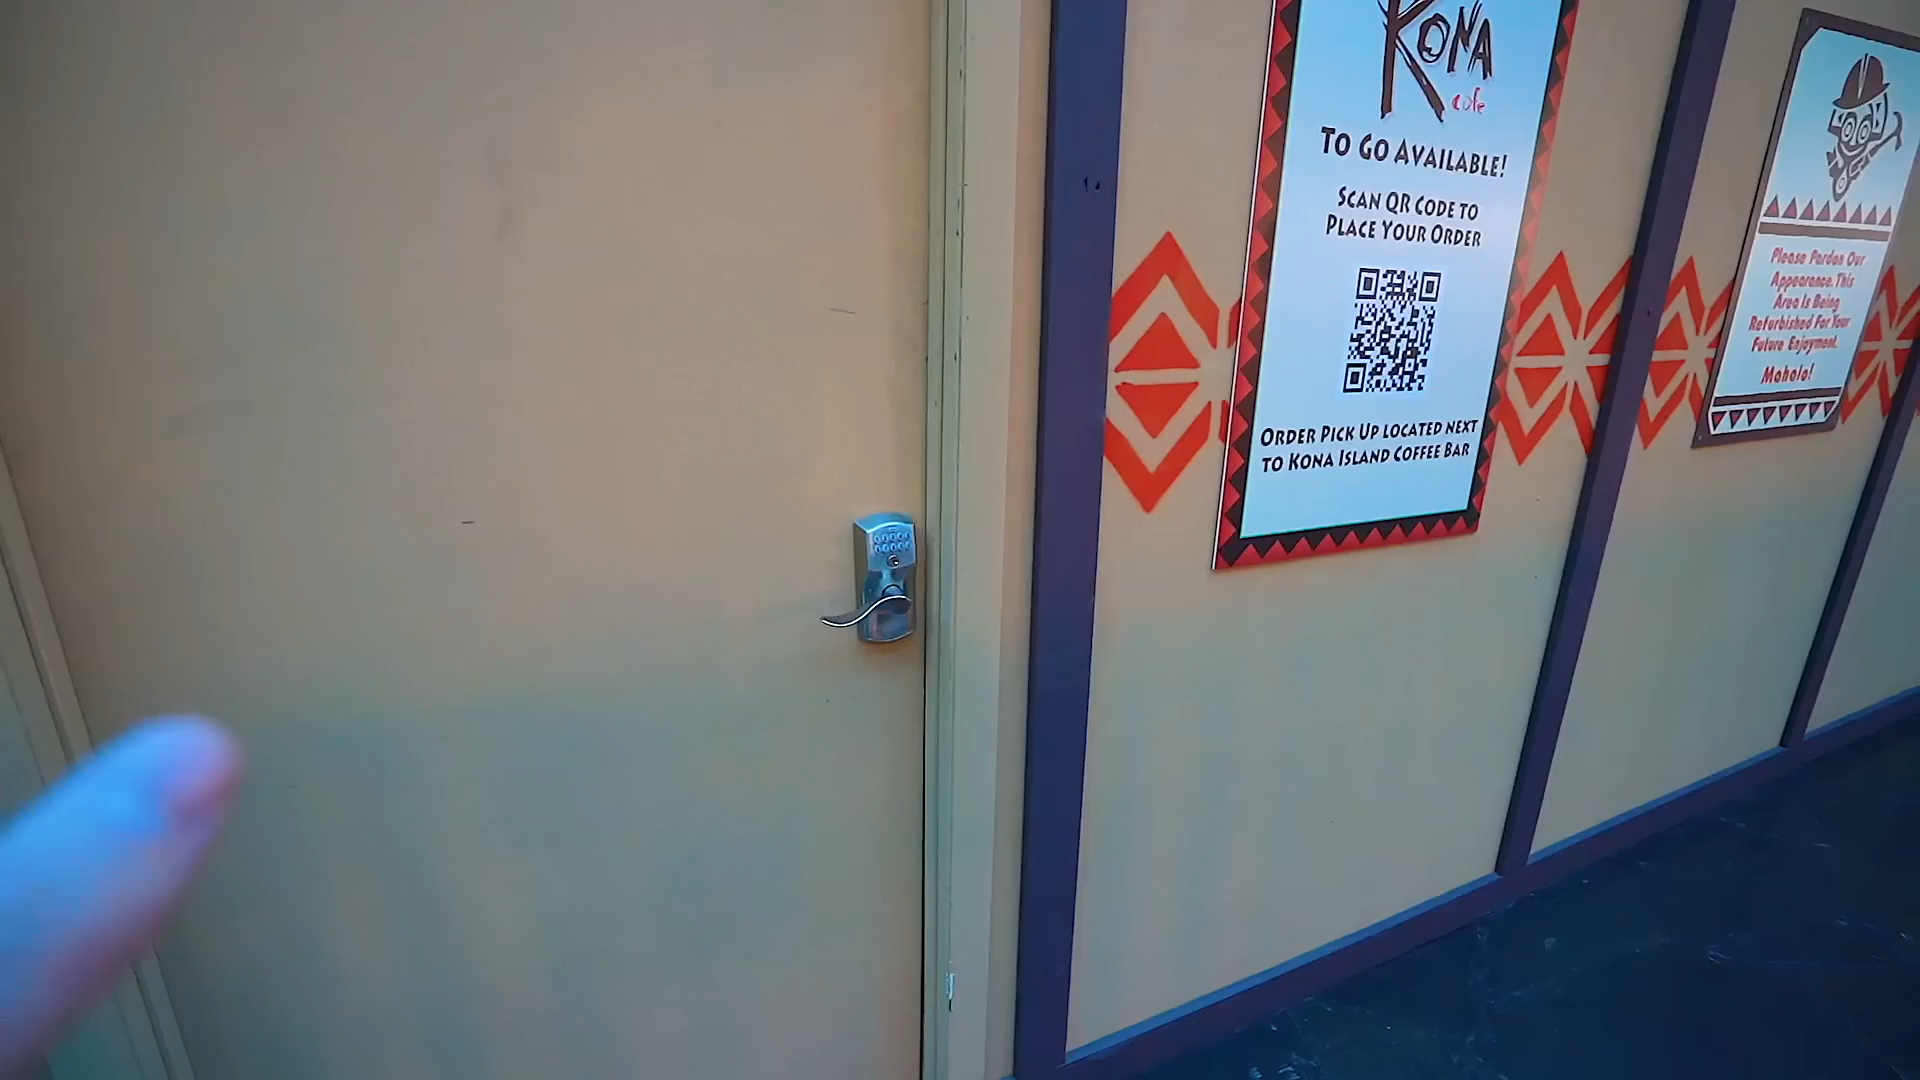 KONA
cafe
TO GO AVAILABLE!
SCAN QR CODE TO
PLACE YOUR ORDER
ORDER PICK UP LOCATED NEXT
TO KONA ISLAND COFFEE BAR
Please Pardon Our
Appearance. This
Area Is Being
Refurbished For Your
Future Enjoyment.
Mahalo!